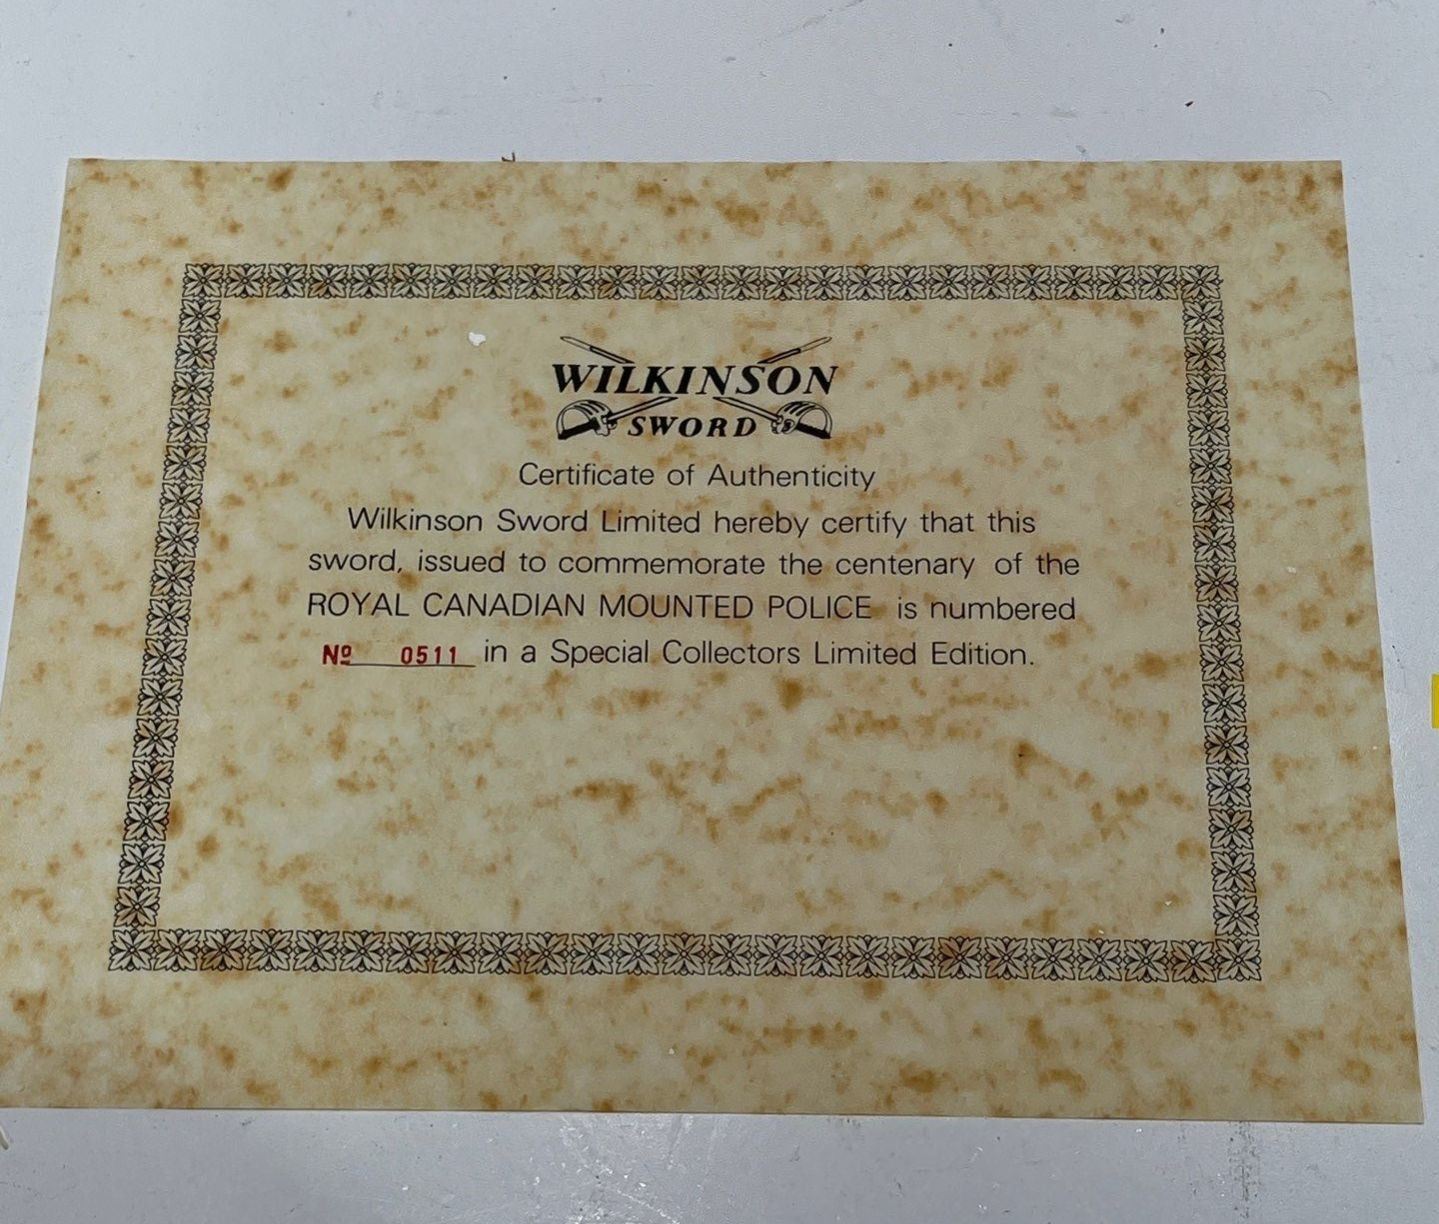 WILKINSON
SWORD
Certificate of Authenticity
Wilkinson Sword Limited hereby certify that this
sword, issued to commemorate the centenary of the
ROYAL CANADIAN MOUNTED POLICE is numbered
Nº 0511 in a Special Collectors Limited Edition.